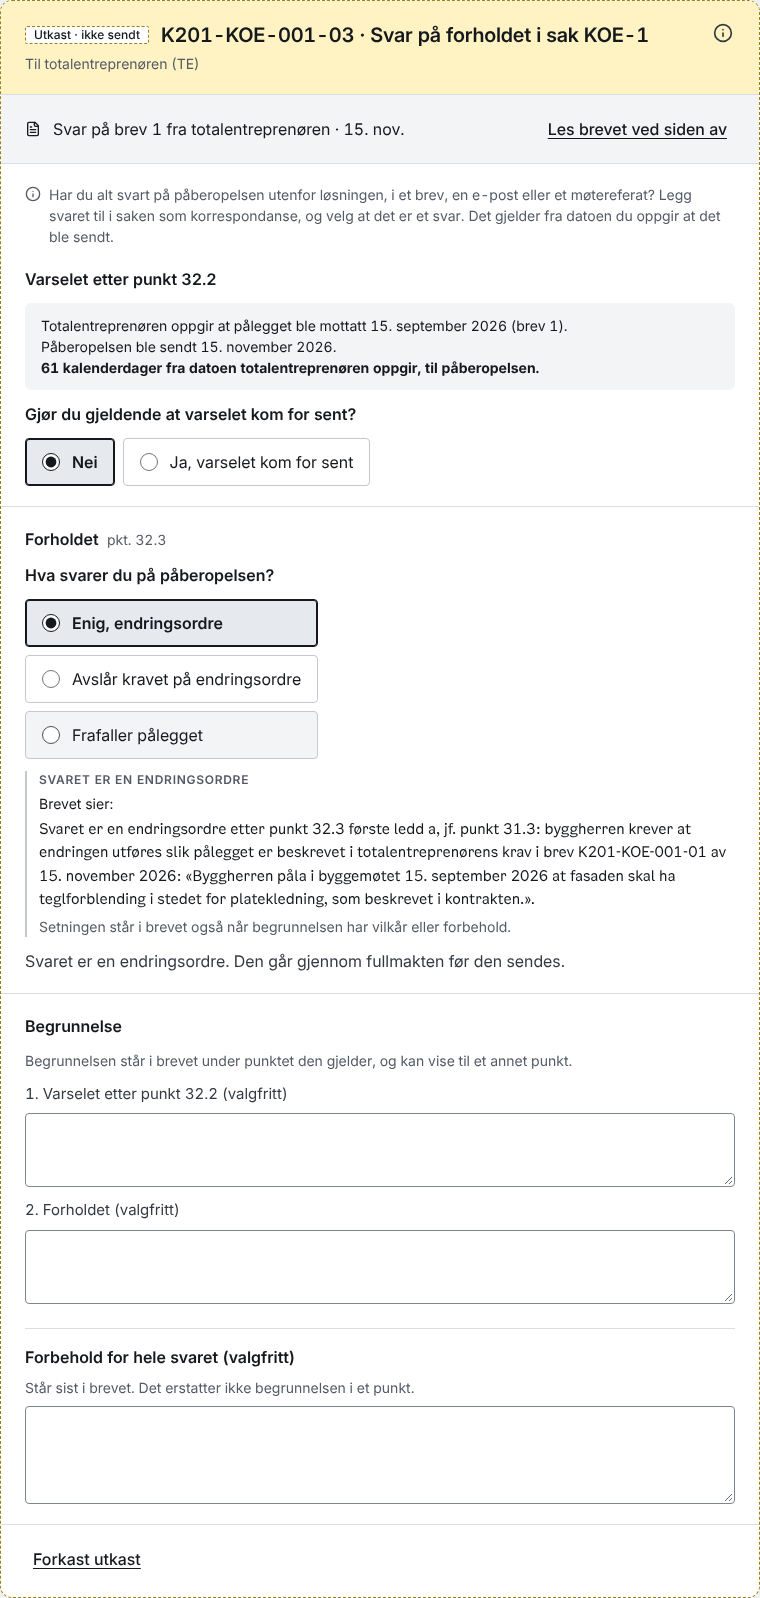 Utkast · ikke sendt
K201-KOE-001-03 · Svar på forholdet i sak KOE-1
Til totalentreprenøren (TE)
Svar på brev 1 fra totalentreprenøren · 15. nov.
Les brevet ved siden av
Har du alt svart på påberopelsen utenfor løsningen, i et brev, en e-post eller et møtereferat? Legg
svaret til i saken som korrespondanse, og velg at det er et svar. Det gjelder fra datoen du oppgir at det
ble sendt.
Varselet etter punkt 32.2
Totalentreprenøren oppgir at pålegget ble mottatt 15. september 2026 (brev 1).
Påberopelsen ble sendt 15. november 2026.
61 kalenderdager fra datoen totalentreprenøren oppgir, til påberopelsen.
Gjør du gjeldende at varselet kom for sent?
Nei
Ja, varselet kom for sent
Forholdet pkt. 32.3
Hva svarer du på påberopelsen?
Enig, endringsordre
Avslår kravet på endringsordre
Frafaller pålegget
SVARET ER EN ENDRINGSORDRE
Brevet sier:
Svaret er en endringsordre etter punkt 32.3 første ledd a, jf. punkt 31.3: byggherren krever at
endringen utføres slik pålegget er beskrevet i totalentreprenørens krav i brev K201-KOE-001-01 av
15. november 2026: «Byggherren påla i byggemøtet 15. september 2026 at fasaden skal ha
teglforblending i stedet for platekledning, som beskrevet i kontrakten.».
Setningen står i brevet også når begrunnelsen har vilkår eller forbehold.
Svaret er en endringsordre. Den går gjennom fullmakten før den sendes.
Begrunnelse
Begrunnelsen står i brevet under punktet den gjelder, og kan vise til et annet punkt.
1. Varselet etter punkt 32.2 (valgfritt)
2. Forholdet (valgfritt)
Forbehold for hele svaret (valgfritt)
Står sist i brevet. Det erstatter ikke begrunnelsen i et punkt.
Forkast utkast